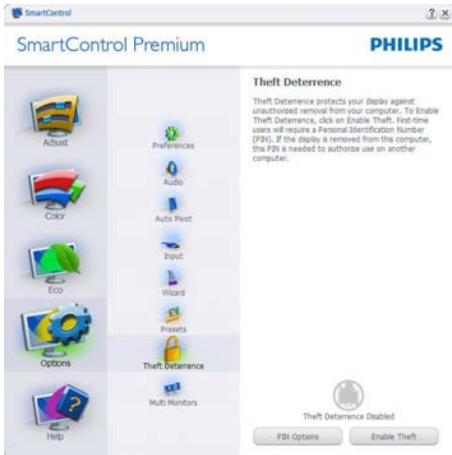 SmartControl
SmartControl Premium
PHILIPS
Adjust
Color
Eco
Options
Help
Preferences
Audio
Auto Pivot
Input
Wizard
Presets
Theft Deterrence
Multi Monitors
Theft Deterrence
Theft Deterrence protects your display against
unauthorized removal from your computer. To Enable
Theft Deterrence, click on Enable Theft. First-time
users will require a Personal Identification Number
(PIN). If the display is removed from this computer,
this PIN is needed to authorize use on another
computer.
Theft Deterrence Disabled
PIN Options
Enable Theft